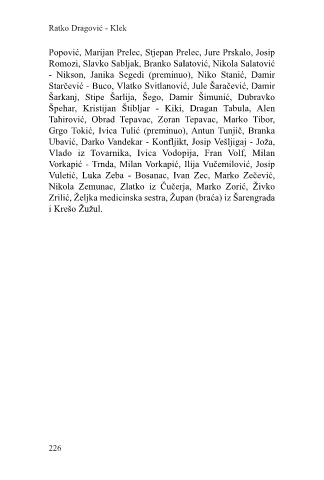 Ratko Dragović - Klek
Popović, Marijan Prelec, Stjepan Prelec, Jure Prskalo, Josip
Romozi, Slavko Sabljak, Branko Salatović, Nikola Salatović
- Nikson, Janika Segedi (preminuo), Niko Stanić, Damir
Starčević - Buco, Vlatko Svitlanović, Jule Šaračević, Damir
Šarkanj, Stipe Šarlija, Šego, Damir Šimunić, Dubravko
Špehar, Kristijan Štibljar - Kiki, Dragan Tabula, Alen
Tahirović, Obrad Tepavac, Zoran Tepavac, Marko Tibor,
Grgo Tokić, Ivica Tulić (preminuo), Antun Tunjič, Branka
Ubavić, Darko Vandekar - Konflikt, Josip Vešljigaj - Joža,
Vlado iz Tovarnika, Ivica Vodopija, Fran Volf, Milan
Vorkapić - Trnda, Milan Vorkapić, Ilija Vučemilović, Josip
Vuletić, Luka Zeba - Bosanac, Ivan Zec, Marko Zečević,
Nikola Zemunac, Zlatko iz Čučerja, Marko Zorić, Živko
Zrilić, Željka medicinska sestra, Župan (braća) iz Šarengrada
i Krešo Žužul.
226